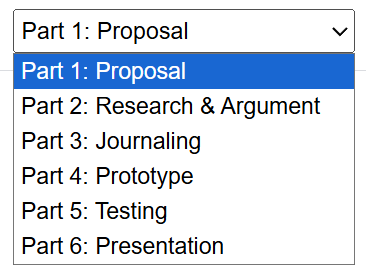 Part 1: Proposal
Part 1: Proposal
Part 2: Research & Argument
Part 3: Journaling
Part 4: Prototype
Part 5: Testing
Part 6: Presentation